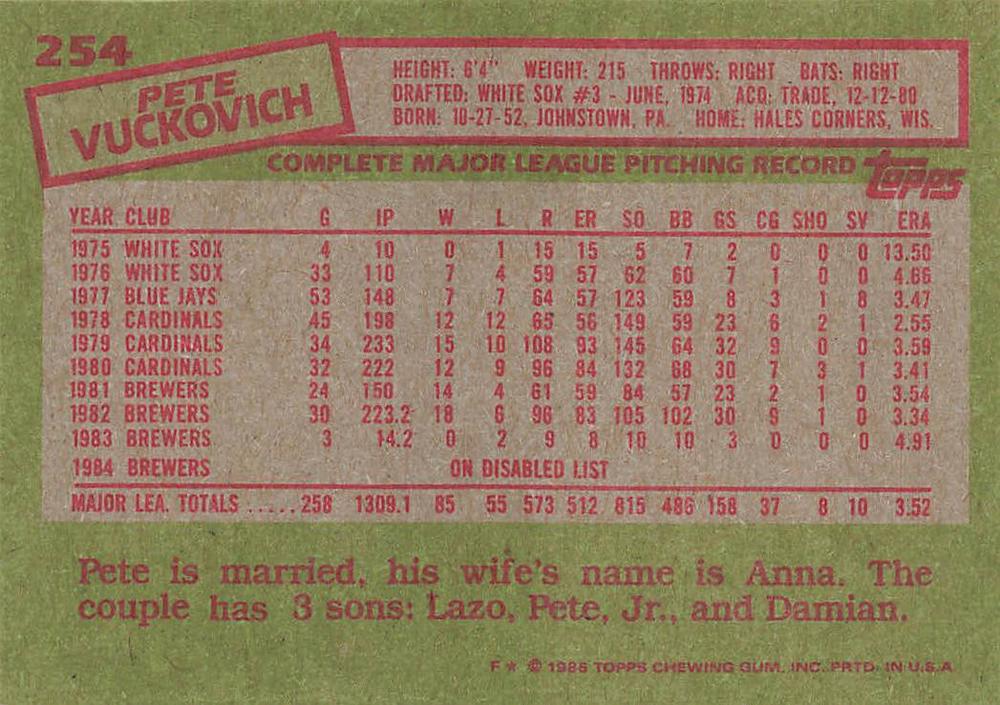 254
PETE
VUCKOVICH
HEIGHT: 6'4" WEIGHT: 215 THROWS: RIGHT BATS: RIGHT
DRAFTED: WHITE SOX #3 - JUNE, 1974 ACQ: TRADE, 12-12-80
BORN: 10-27-52, JOHNSTOWN, PA. HOME: HALES CORNERS, WIS.
COMPLETE MAJOR LEAGUE PITCHING RECORD topps
YEAR CLUB G IP W L R ER SO BB GS CG SHO SV ERA
1975 WHITE SOX 4 10 0 1 15 15 5 7 2 0 0 0 13.50
1976 WHITE SOX 33 110 7 4 59 57 62 60 7 1 0 0 4.66
1977 BLUE JAYS 53 148 7 7 64 57 123 59 8 3 1 8 3.47
1978 CARDINALS 45 198 12 12 65 56 149 59 23 6 2 1 2.55
1979 CARDINALS 34 233 15 10 108 93 145 64 32 9 0 0 3.59
1980 CARDINALS 32 222 12 9 96 84 132 68 30 7 3 1 3.41
1981 BREWERS 24 150 14 4 61 59 84 57 23 2 1 0 3.54
1982 BREWERS 30 223.2 18 6 96 83 105 102 30 9 1 0 3.34
1983 BREWERS 3 14.2 0 2 9 8 10 10 3 0 0 0 4.91
1984 BREWERS ON DISABLED LIST
MAJOR LEA. TOTALS ..... 258 1309.1 85 55 573 512 815 486 158 37 8 10 3.52
Pete is married, his wife's name is Anna. The
couple has 3 sons: Lazo, Pete, Jr., and Damian.
F★ © 1985 TOPPS CHEWING GUM, INC. PRTD. IN U.S.A.